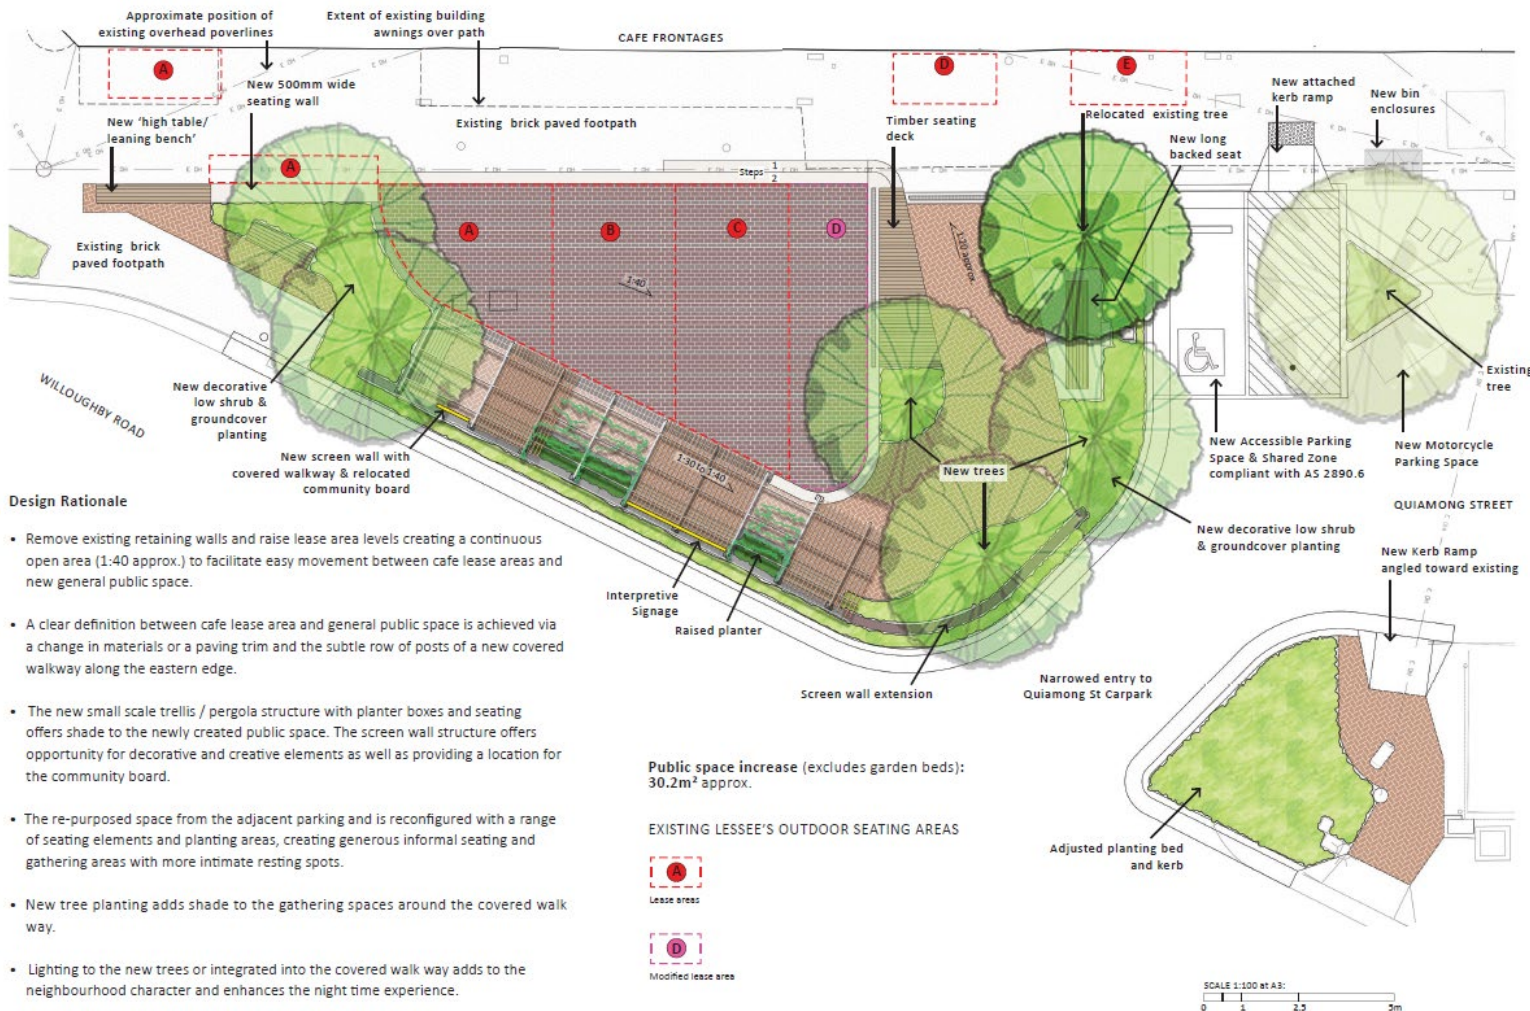 Approximate position of
existing overhead poverlines
Extent of existing building
awnings over path
CAFE FRONTAGES
A
D
E
New 500mm wide
seating wall
New ‘high table/
leaning bench’
Existing brick paved footpath
Timber seating
deck
Relocated existing tree
New long
backed seat
New attached
kerb ramp
New bin
enclosures
A
1
Steps
2
A
B
C
D
1:40
1:20 approx
Existing brick
paved footpath
WILLOUGHBY ROAD
New decorative
low shrub &
groundcover
planting
New screen wall with
covered walkway & relocated
community board
1:30 to 1:40
New trees
Existing
tree
New Accessible Parking
Space & Shared Zone
compliant with AS 2890.6
New Motorcycle
Parking Space
QUIAMONG STREET
New decorative low shrub
& groundcover planting
New Kerb Ramp
angled toward existing
Interpretive
Signage
Raised planter
Screen wall extension
Narrowed entry to
Quiamong St Carpark
Adjusted planting bed
and kerb
Design Rationale
• Remove existing retaining walls and raise lease area levels creating a continuous
open area (1:40 approx.) to facilitate easy movement between cafe lease areas and
new general public space.
• A clear definition between cafe lease area and general public space is achieved via
a change in materials or a paving trim and the subtle row of posts of a new covered
walkway along the eastern edge.
• The new small scale trellis / pergola structure with planter boxes and seating
offers shade to the newly created public space. The screen wall structure offers
opportunity for decorative and creative elements as well as providing a location for
the community board.
• The re-purposed space from the adjacent parking and is reconfigured with a range
of seating elements and planting areas, creating generous informal seating and
gathering areas with more intimate resting spots.
• New tree planting adds shade to the gathering spaces around the covered walk
way.
• Lighting to the new trees or integrated into the covered walk way adds to the
neighbourhood character and enhances the night time experience.
Public space increase (excludes garden beds):
30.2m² approx.
EXISTING LESSEE'S OUTDOOR SEATING AREAS
A
Lease areas
D
Modified lease area
SCALE 1:100 at A3:
0 1 2.5 5m